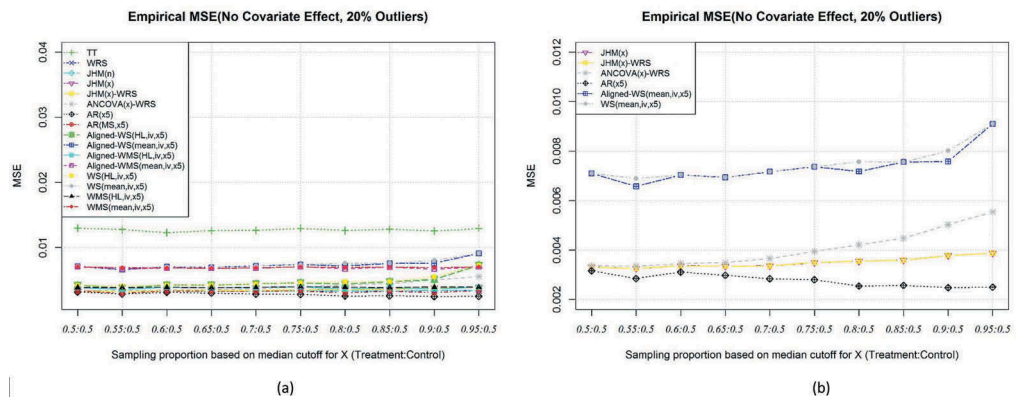 Empirical MSE(No Covariate Effect, 20% Outliers)
MSE
0.04
0.03
0.02
0.01
TT
WRS
JHM(n)
JHM(x)
JHM(x)-WRS
ANCOVA(x)-WRS
AR(x5)
AR(MS,x5)
Aligned-WS(HL,iv,x5)
Aligned-WS(mean,iv,x5)
Aligned-WMS(HL,iv,x5)
Aligned-WMS(mean,iv,x5)
WS(HL,iv,x5)
WS(mean,iv,x5)
WMS(HL,iv,x5)
WMS(mean,iv,x5)
0.5:0.5 0.55:0.5 0.6:0.5 0.65:0.5 0.7:0.5 0.75:0.5 0.8:0.5 0.85:0.5 0.9:0.5 0.95:0.5
Sampling proportion based on median cutoff for X (Treatment:Control)
(a)
Empirical MSE(No Covariate Effect, 20% Outliers)
MSE
0.012
0.010
0.008
0.006
0.004
0.002
JHM(x)
JHM(x)-WRS
ANCOVA(x)-WRS
AR(x5)
Aligned-WS(mean,iv,x5)
WS(mean,iv,x5)
0.5:0.5 0.55:0.5 0.6:0.5 0.65:0.5 0.7:0.5 0.75:0.5 0.8:0.5 0.85:0.5 0.9:0.5 0.95:0.5
Sampling proportion based on median cutoff for X (Treatment:Control)
(b)